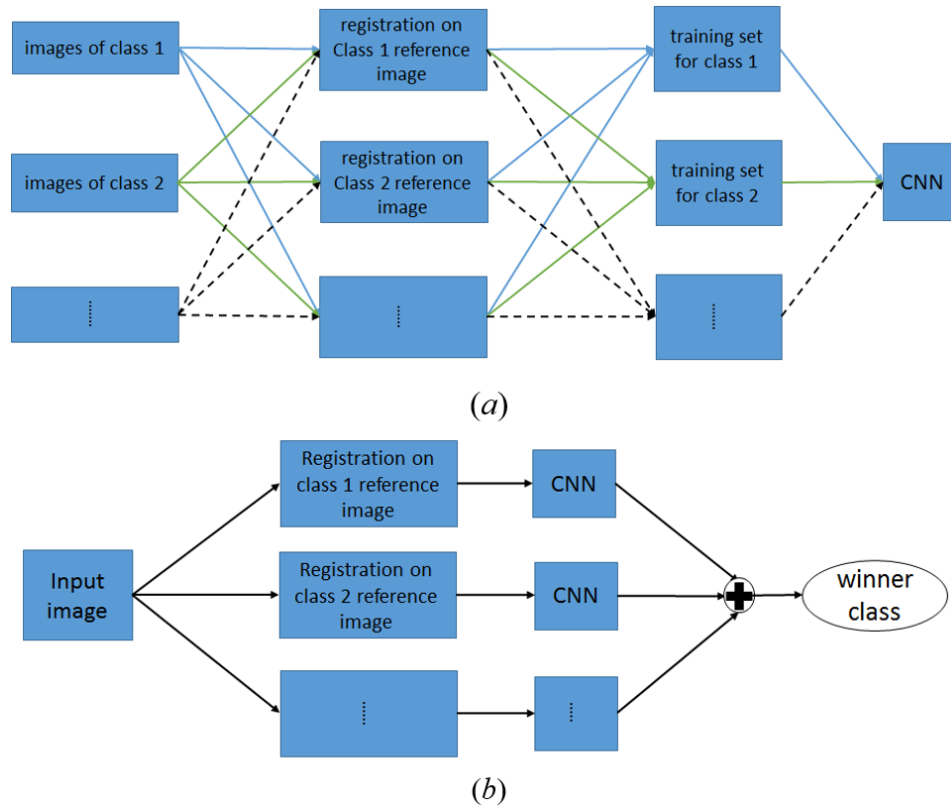 images of class 1
registration on
Class 1 reference
image
training set
for class 1
images of class 2
registration on
Class 2 reference
image
training set
for class 2
CNN
(a)
Registration on
class 1 reference
image
CNN
Input
image
Registration on
class 2 reference
image
CNN
winner
class
(b)